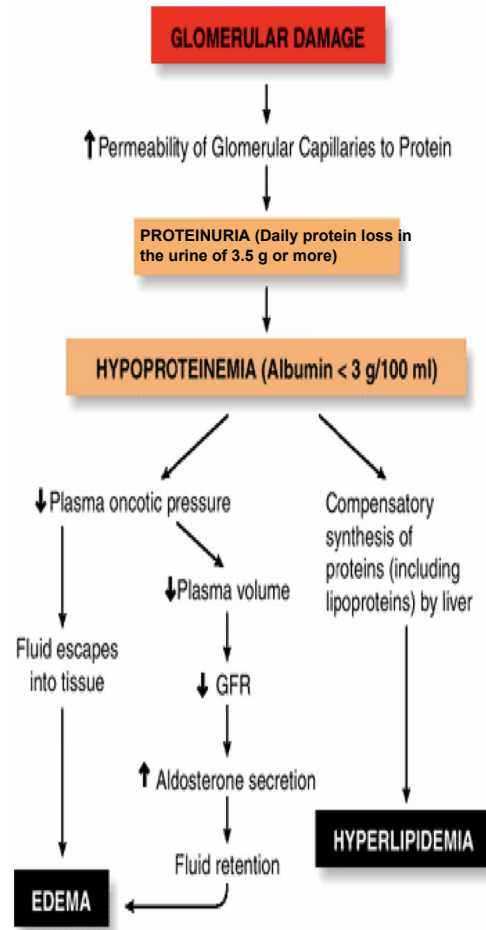 GLOMERULAR DAMAGE
↑Permeability of Glomerular Capillaries to Protein
PROTEINURIA (Daily protein loss in
the urine of 3.5 g or more)
HYPOPROTEINEMIA (Albumin < 3 g/100 ml)
↓Plasma oncotic pressure
Compensatory
synthesis of
proteins (including
lipoproteins) by liver
↓Plasma volume
Fluid escapes
into tissue
↓ GFR
↑ Aldosterone secretion
Fluid retention
HYPERLIPIDEMIA
EDEMA